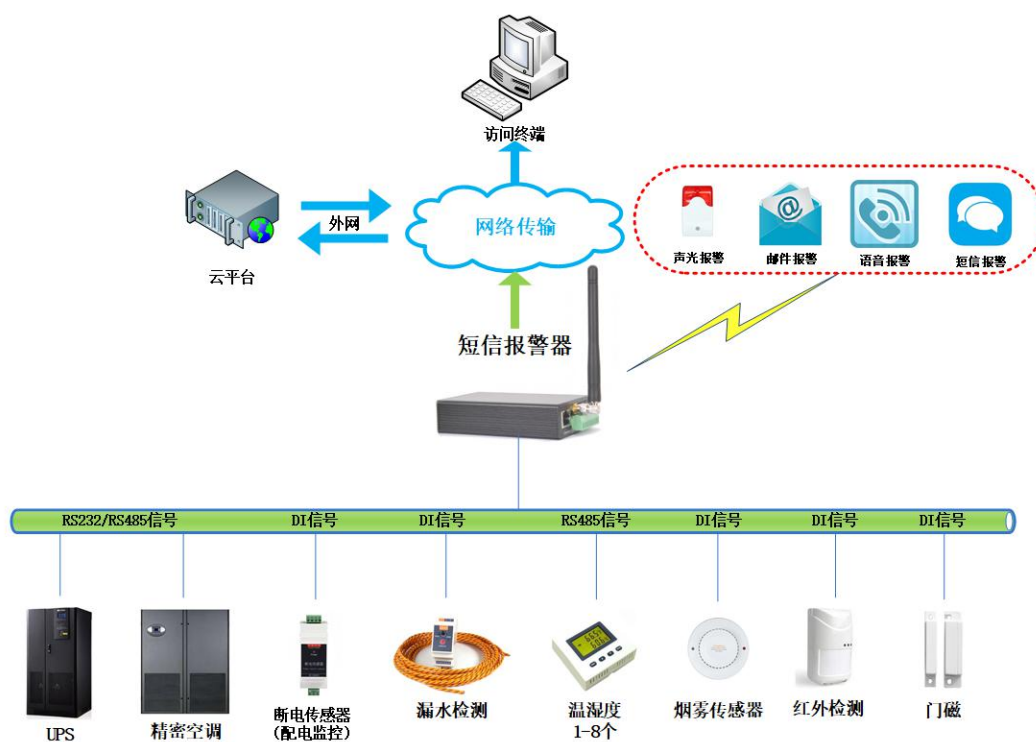 访问终端
外网
网络传输
云平台
声光报警
邮件报警
语音报警
短信报警
短信报警器
RS232/RS485信号
DI信号
DI信号
RS485信号
DI信号
DI信号
DI信号
UPS
精密空调
断电传感器
(配电监控)
漏水检测
温湿度
1-8个
烟雾传感器
红外检测
门磁